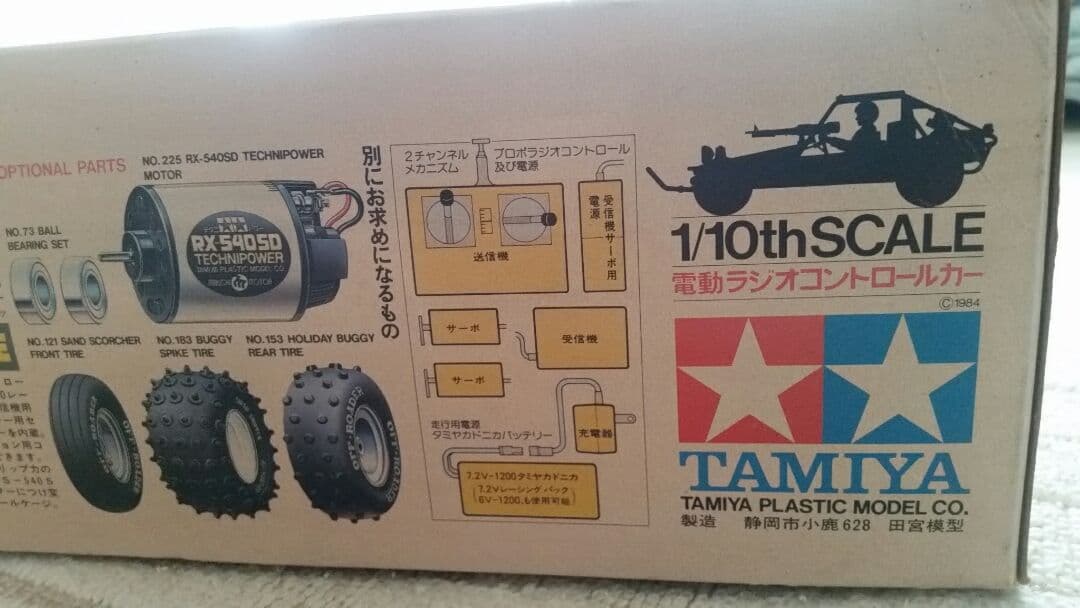 OPTIONAL PARTS
NO.225 RX-540SD TECHNIPOWER
MOTOR
NO.73 BALL
BEARING SET
RX-540SD
TECHNIPOWER
TAMIYA PLASTIC MODEL CO.
MOTOR
NO.121 SAND SCORCHER
FRONT TIRE
NO.183 BUGGY
SPIKE TIRE
NO.153 HOLIDAY BUGGY
REAR TIRE
OFF-ROADER
OFF-ROADER
別にお求めになるもの
2チャンネル
メカニズム
プロポラジオコントロール
及び電源
送信機
受信機サーボ用
電源
サーボ
受信機
サーボ
走行用電源
タミヤカドニカバッテリー
充電器
7.2V-1200タミヤカドニカ
(7.2Vレーシングパック
6V-1200,も使用可能)
1/10thSCALE
電動ラジオコントロールカー
©1984
TAMIYA
TAMIYA PLASTIC MODEL CO.
製造 静岡市小鹿628 田宮模型